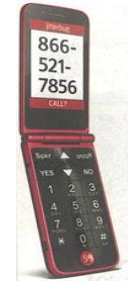 jitterbug
866-
521-
7856
CALL?
Spkr on/off
YES NO
1 2 3
4 5 6
7 8 9
* 0 #
5*